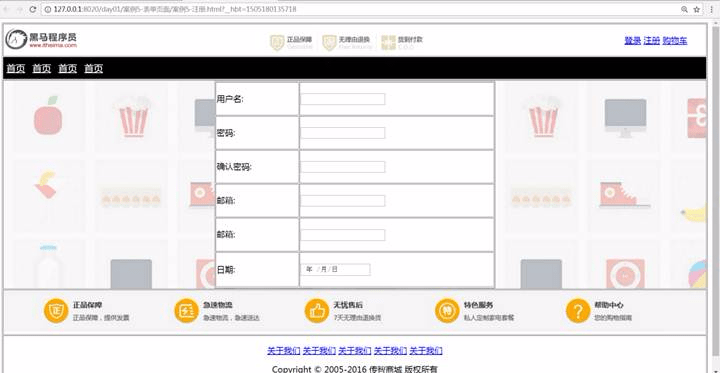 127.0.0.1:8020/day01/案例5-表单页面/案例5-注册.html?__hbt=1505180135718
黑马程序员
www.itheima.com
正品保障
无理由退换
货到付款
登录 注册 购物车
首页 首页 首页 首页
用户名:
密码:
确认密码:
邮箱:
邮箱:
日期:
年 /月/日
正品保障
正品保障，提供发票
急速物流
急速物流，急速送达
无忧售后
7天无理由退换货
特色服务
私人定制家电套餐
帮助中心
您的购物指南
关于我们 关于我们 关于我们 关于我们 关于我们
Copyright © 2005-2016 传智商城 版权所有